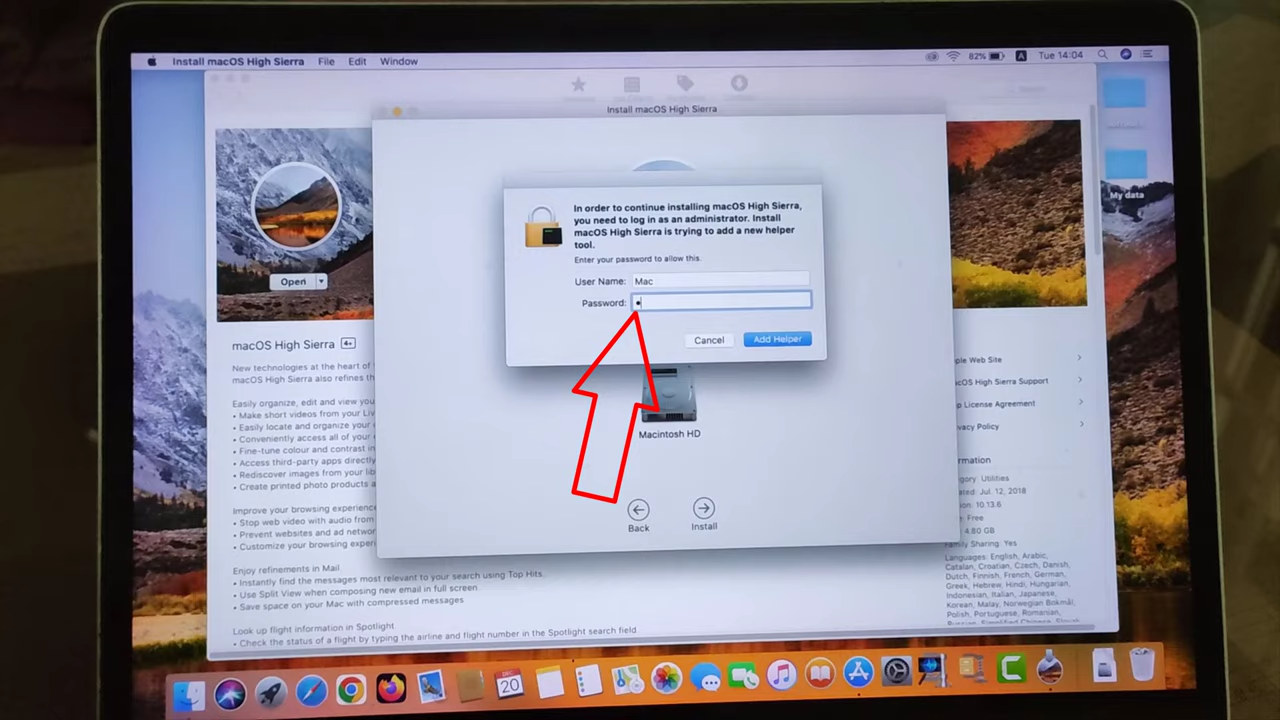 Install macOS High Sierra File Edit Window
82% A Tue 14:04
Install macOS High Sierra
In order to continue installing macOS High Sierra,
you need to log in as an administrator. Install
macOS High Sierra is trying to add a new helper
tool.
Enter your password to allow this.
User Name: Mac
Password: •
Cancel Add Helper
Macintosh HD
Back Install
My data
Open
macOS High Sierra 4+
New technologies at the heart of
macOS High Sierra also refines th
Easily organize, edit and view you
• Make short videos from your Liv
• Easily locate and organize your
• Conveniently access all of your
• Fine-tune colour and contrast in
• Access third-party apps directly
• Rediscover images from your lib
• Create printed photo products a
Improve your browsing experience
• Stop web video with audio from
• Prevent websites and ad networ
• Customize your browsing experi
Enjoy refinements in Mail
• Instantly find the messages most relevant to your search using Top Hits.
• Use Split View when composing new email in full screen
• Save space on your Mac with compressed messages
Look up flight information in Spotlight
• Check the status of a flight by typing the airline and flight number in the Spotlight search field
ple Web Site
acOS High Sierra Support
p License Agreement
vacy Policy
rmation
egory: Utilities
ated: Jul. 12, 2018
sion: 10.13.6
e: Free
4.80 GB
Family Sharing: Yes
Languages: English, Arabic,
Catalan, Croatian, Czech, Danish,
Dutch, Finnish, French, German,
Greek, Hebrew, Hindi, Hungarian,
Indonesian, Italian, Japanese,
Korean, Malay, Norwegian Bokmål,
Polish, Portuguese, Romanian,
Russian, Simplified Chinese, Slovak
20